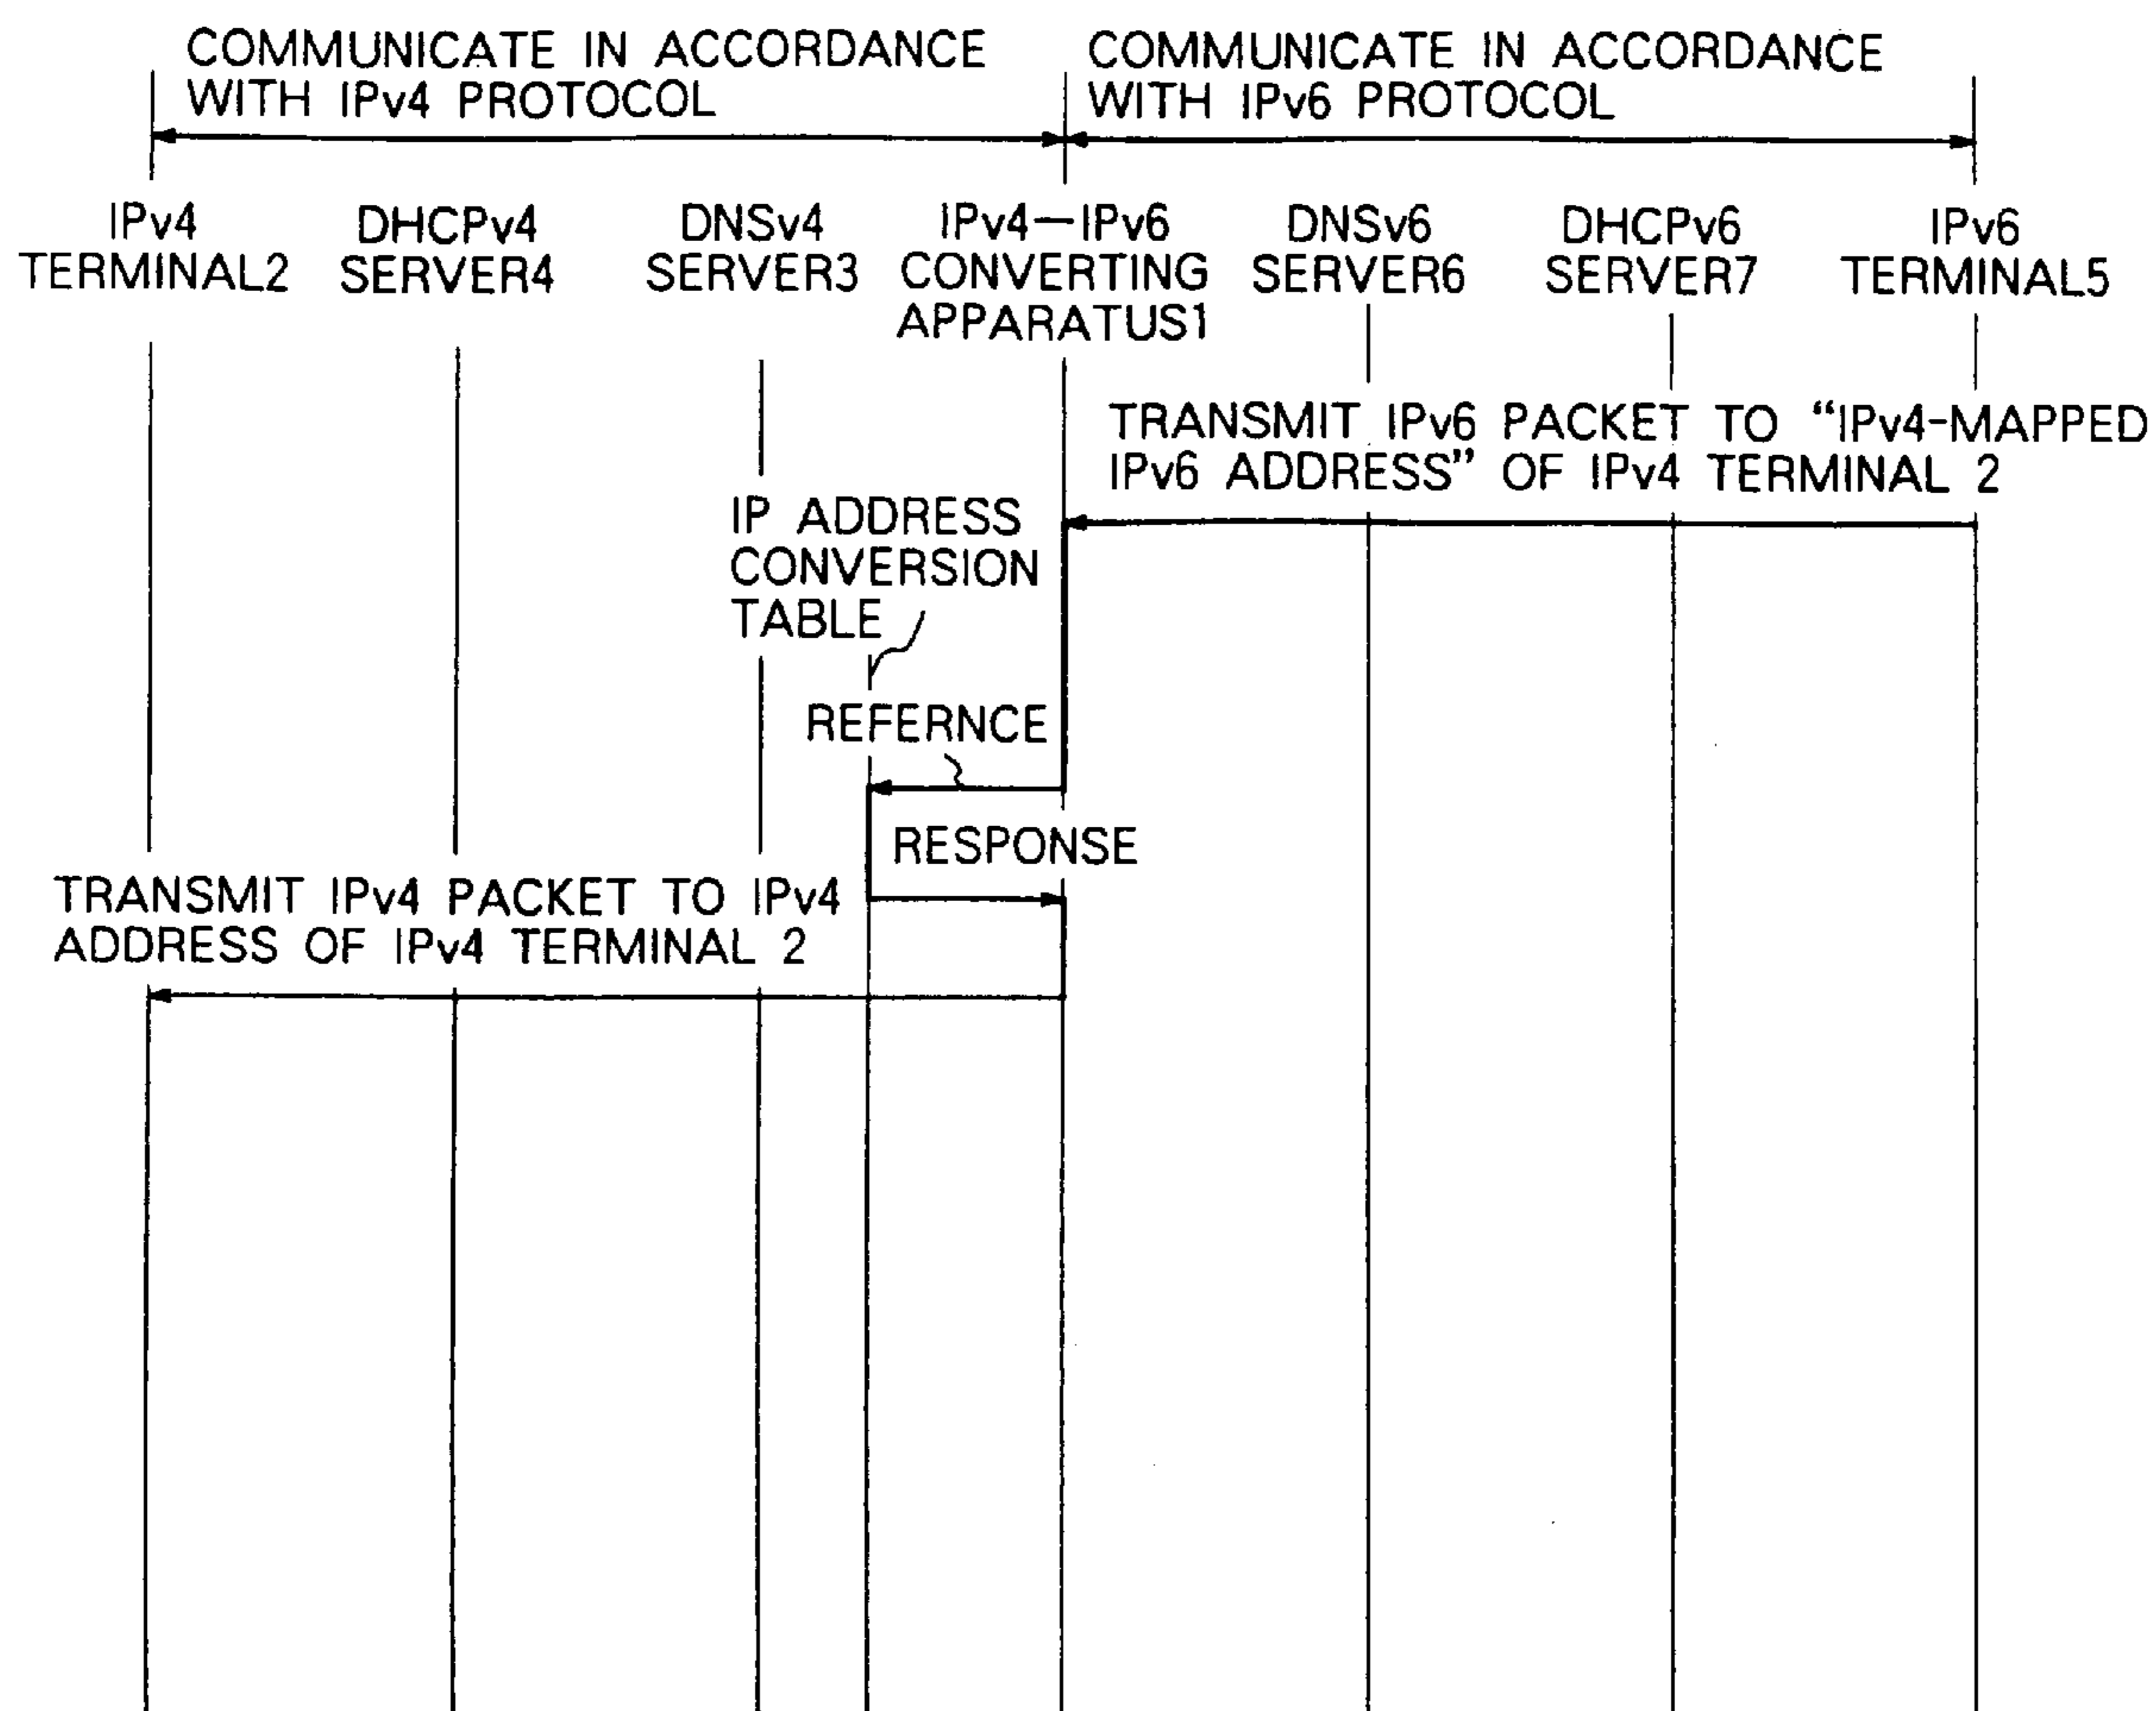 COMMUNICATE IN ACCORDANCE
WITH IPv4 PROTOCOL
COMMUNICATE IN ACCORDANCE
WITH IPv6 PROTOCOL
IPv4
TERMINAL2
DHCPv4
SERVER4
DNSv4
SERVER3
IPv4—IPv6
CONVERTING
APPARATUS1
DNSv6
SERVER6
DHCPv6
SERVER7
IPv6
TERMINAL5
TRANSMIT IPv6 PACKET TO “IPv4-MAPPED
IPv6 ADDRESS” OF IPv4 TERMINAL 2
IP ADDRESS
CONVERSION
TABLE
REFERNCE
RESPONSE
TRANSMIT IPv4 PACKET TO IPv4
ADDRESS OF IPv4 TERMINAL 2